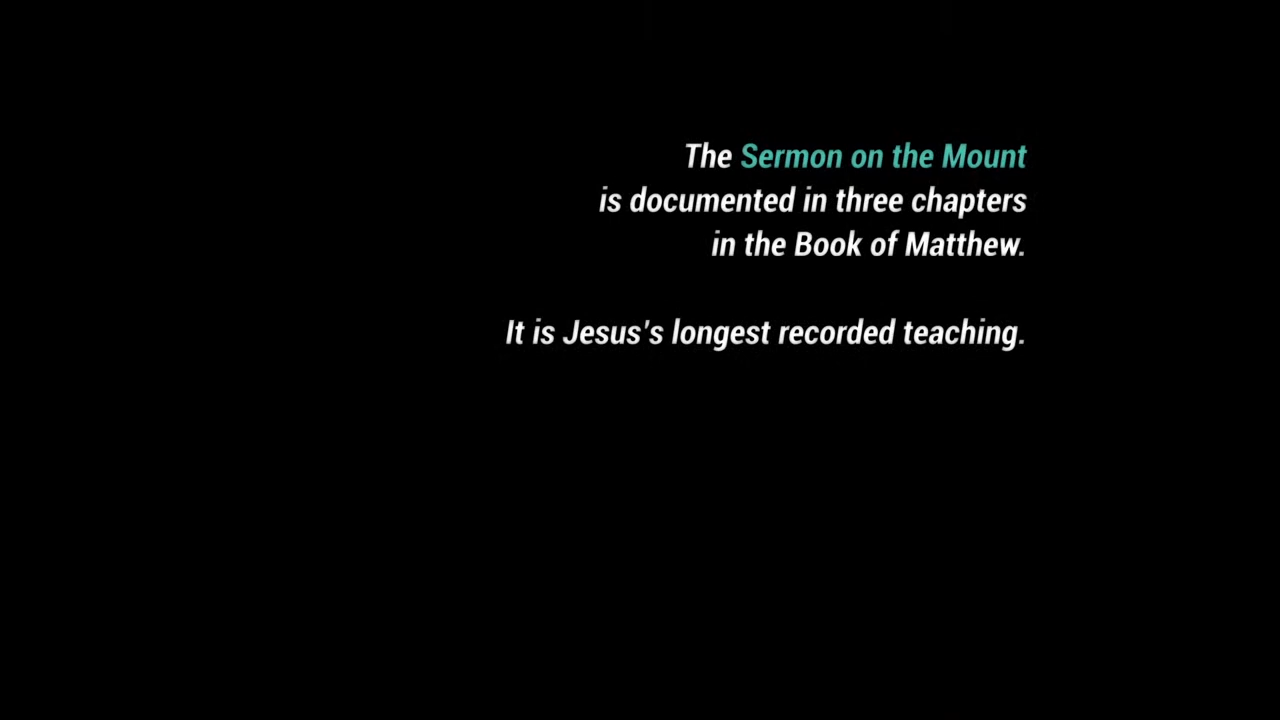 The Sermon on the Mount
is documented in three chapters
in the Book of Matthew.
It is Jesus's longest recorded teaching.